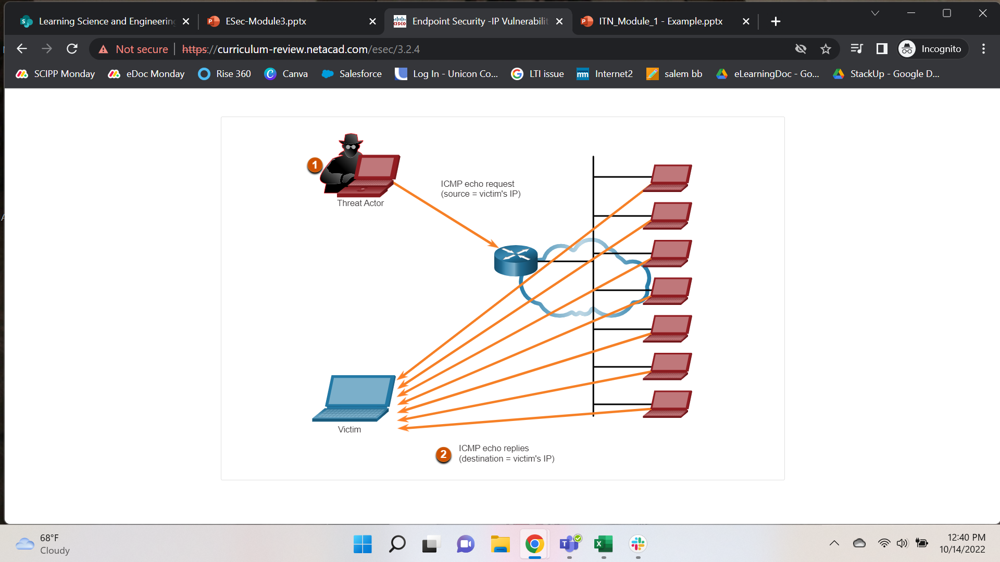 Learning Science and Engineering
ESec-Module3.pptx
CISCO
Endpoint Security -IP Vulnerabilit
ITN_Module_1 - Example.pptx
Not secure
https://curriculum-review.netacad.com/esec/3.2.4
Incognito
SCIPP Monday
eDoc Monday
Rise 360
Canva
Salesforce
Log In - Unicon Co...
LTI issue
Internet2
salem bb
eLearningDoc - Go...
StackUp - Google D...
1
Threat Actor
ICMP echo request
(source = victim's IP)
Victim
2
ICMP echo replies
(destination = victim's IP)
68°F
Cloudy
12:40 PM
10/14/2022